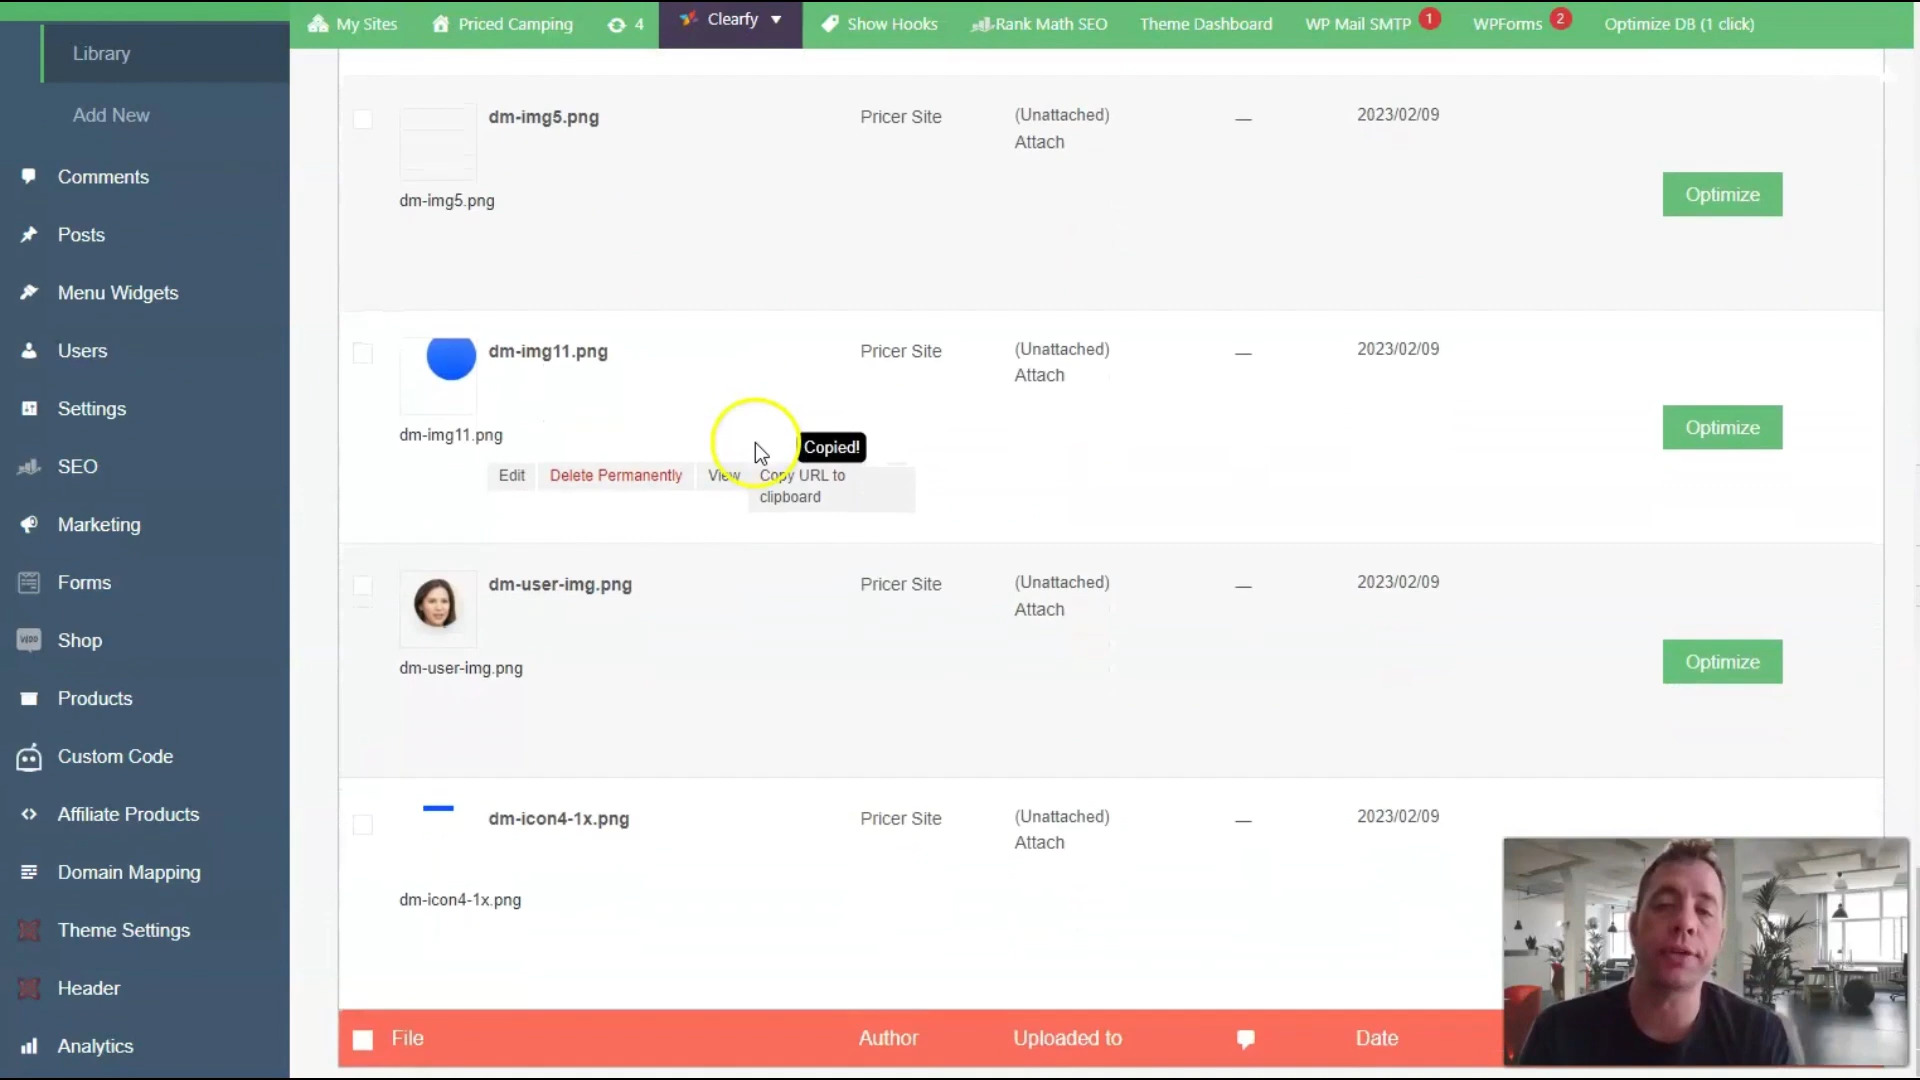 My Sites
Priced Camping
4
Clearfy ▼
Show Hooks
Rank Math SEO
Theme Dashboard
WP Mail SMTP 1
WPForms 2
Optimize DB (1 click)
Library
Add New
Comments
Posts
Menu Widgets
Users
Settings
SEO
Marketing
Forms
Shop
Products
Custom Code
Affiliate Products
Domain Mapping
Theme Settings
Header
Analytics
dm-img5.png
Pricer Site
(Unattached)
Attach
—
2023/02/09
dm-img5.png
Optimize
dm-img11.png
Pricer Site
(Unattached)
Attach
—
2023/02/09
dm-img11.png
Optimize
Copied!
Edit
Delete Permanently
View
Copy URL to
clipboard
dm-user-img.png
Pricer Site
(Unattached)
Attach
—
2023/02/09
dm-user-img.png
Optimize
dm-icon4-1x.png
Pricer Site
(Unattached)
Attach
—
2023/02/09
dm-icon4-1x.png
File
Author
Uploaded to
Date